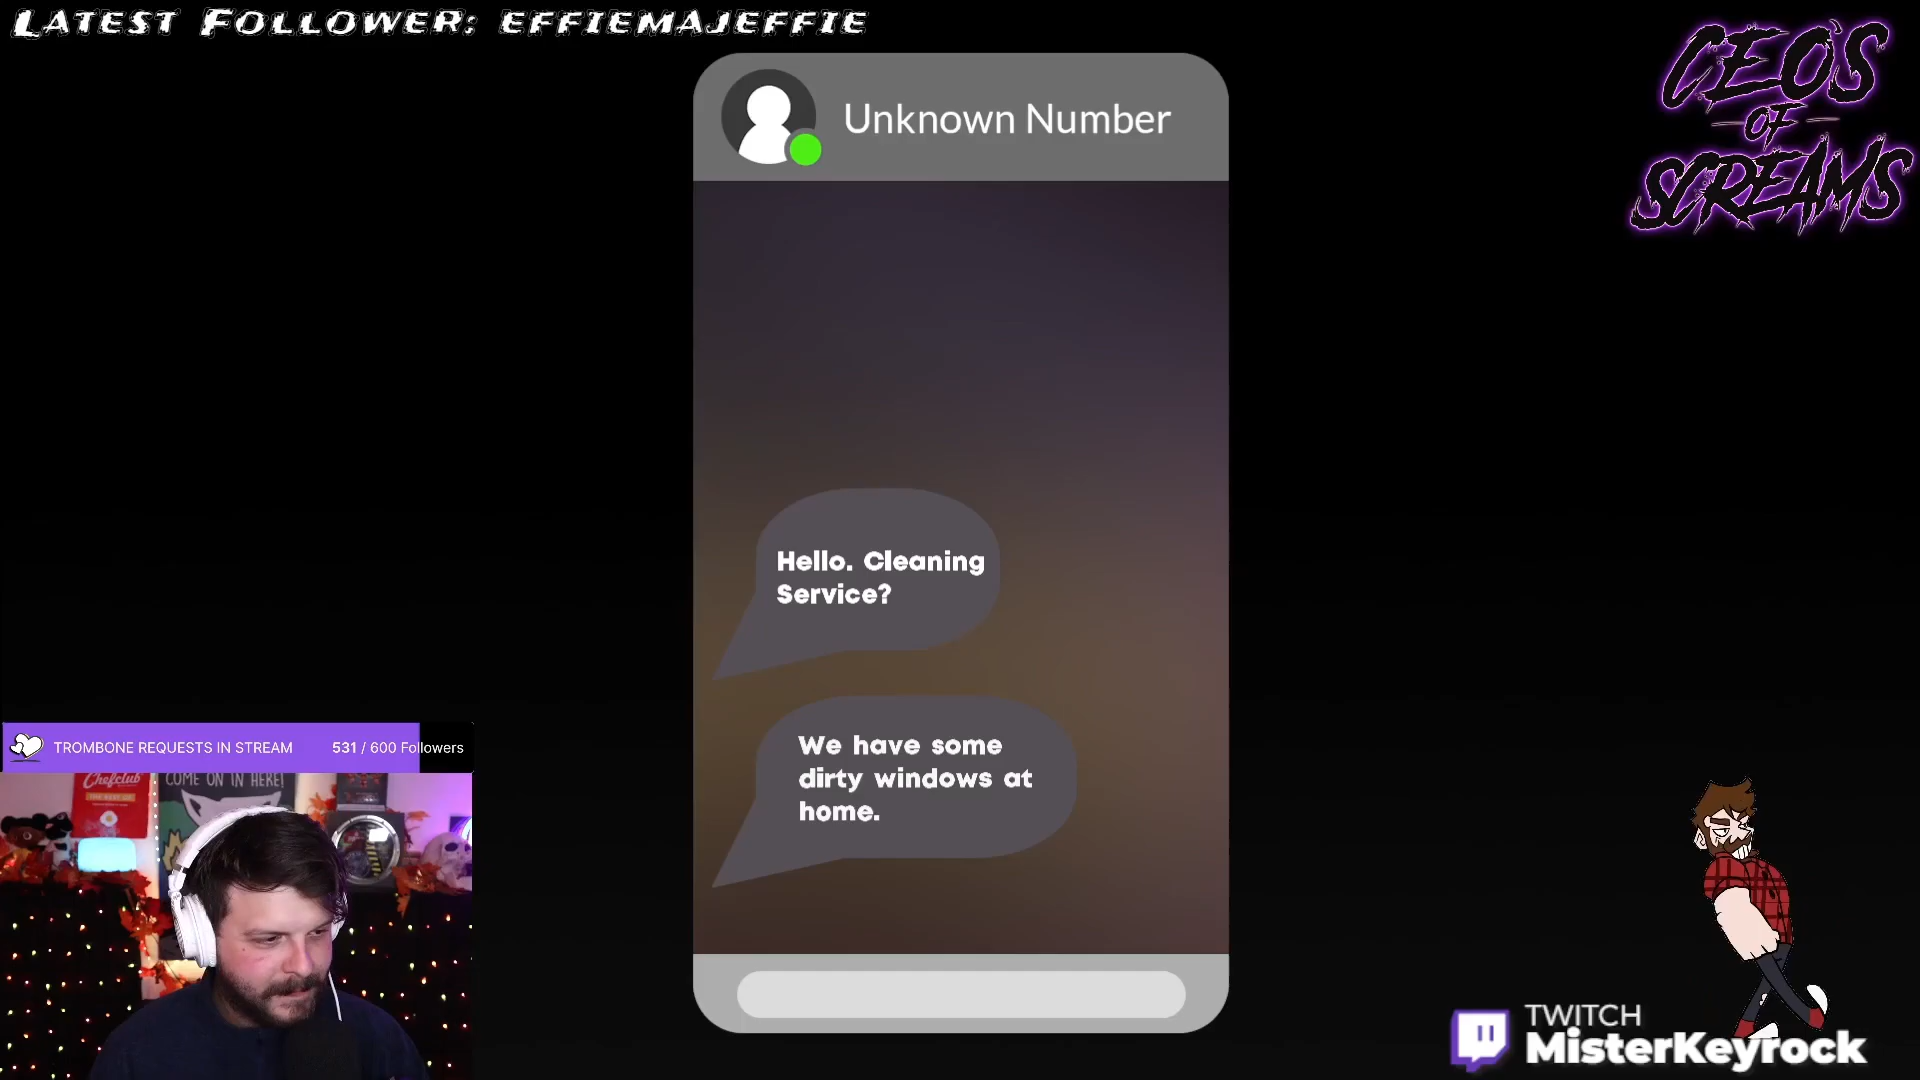 Latest Follower: effiemajeffie
CEO'S
OF
SCREAMS
Unknown Number
Hello. Cleaning
Service?
We have some
dirty windows at
home.
TROMBONE REQUESTS IN STREAM 531 / 600 Followers
Chefclub
COME ON IN HERE!
TWITCH
MisterKeyrock